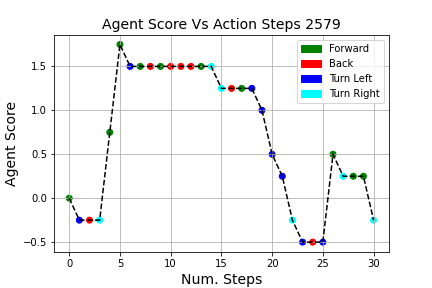 Agent Score Vs Action Steps 2579
Forward
Back
Turn Left
Turn Right
1.5
1.0
0.5
0.0
−0.5
Agent Score
0 5 10 15 20 25 30
Num. Steps